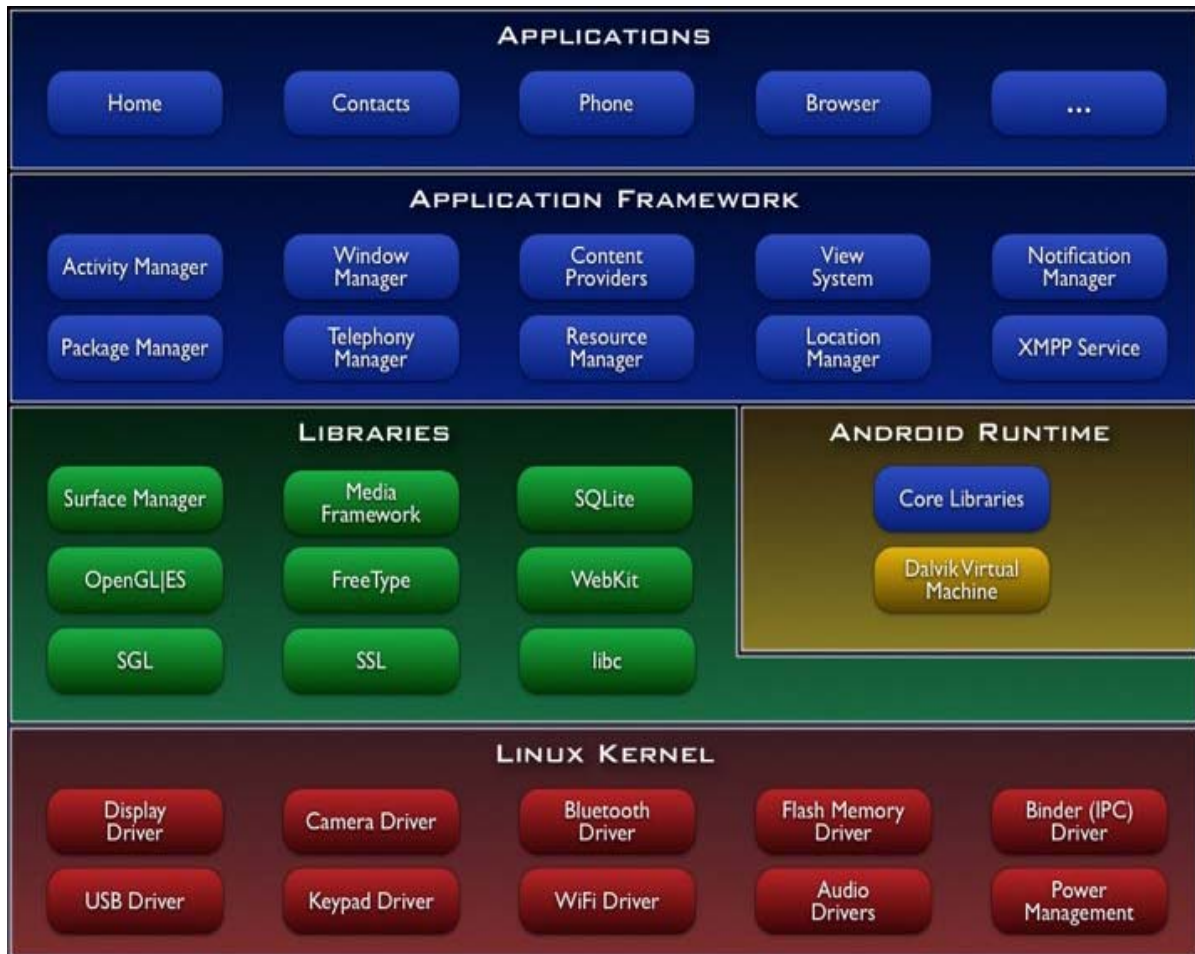 APPLICATIONS
Home
Contacts
Phone
Browser
...
APPLICATION FRAMEWORK
Activity Manager
Window
Manager
Content
Providers
View
System
Notification
Manager
Package Manager
Telephony
Manager
Resource
Manager
Location
Manager
XMPP Service
LIBRARIES
Surface Manager
Media
Framework
SQLite
OpenGL|ES
FreeType
WebKit
SGL
SSL
libc
ANDROID RUNTIME
Core Libraries
Dalvik Virtual
Machine
LINUX KERNEL
Display
Driver
Camera Driver
Bluetooth
Driver
Flash Memory
Driver
Binder (IPC)
Driver
USB Driver
Keypad Driver
WiFi Driver
Audio
Drivers
Power
Management